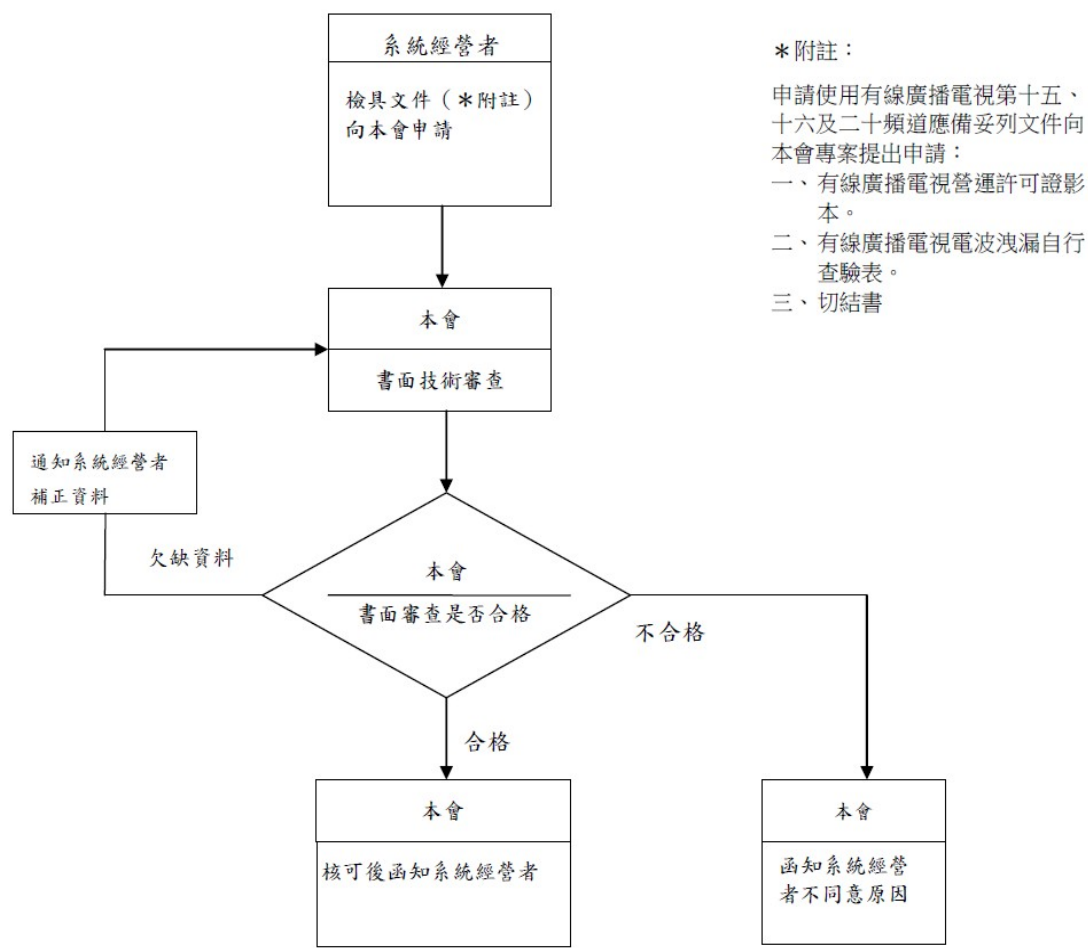 系統經營者
檢具文件（＊附註）
向本會申請
＊附註：
申請使用有線廣播電視第十五、
十六及二十頻道應備妥列文件向
本會專案提出申請：
一、有線廣播電視營運許可證影
本。
二、有線廣播電視電波洩漏自行
查驗表。
三、切結書
本會
書面技術審查
通知系統經營者
補正資料
欠缺資料
本會
書面審查是否合格
不合格
合格
本會
核可後函知系統經營者
本會
函知系統經營
者不同意原因